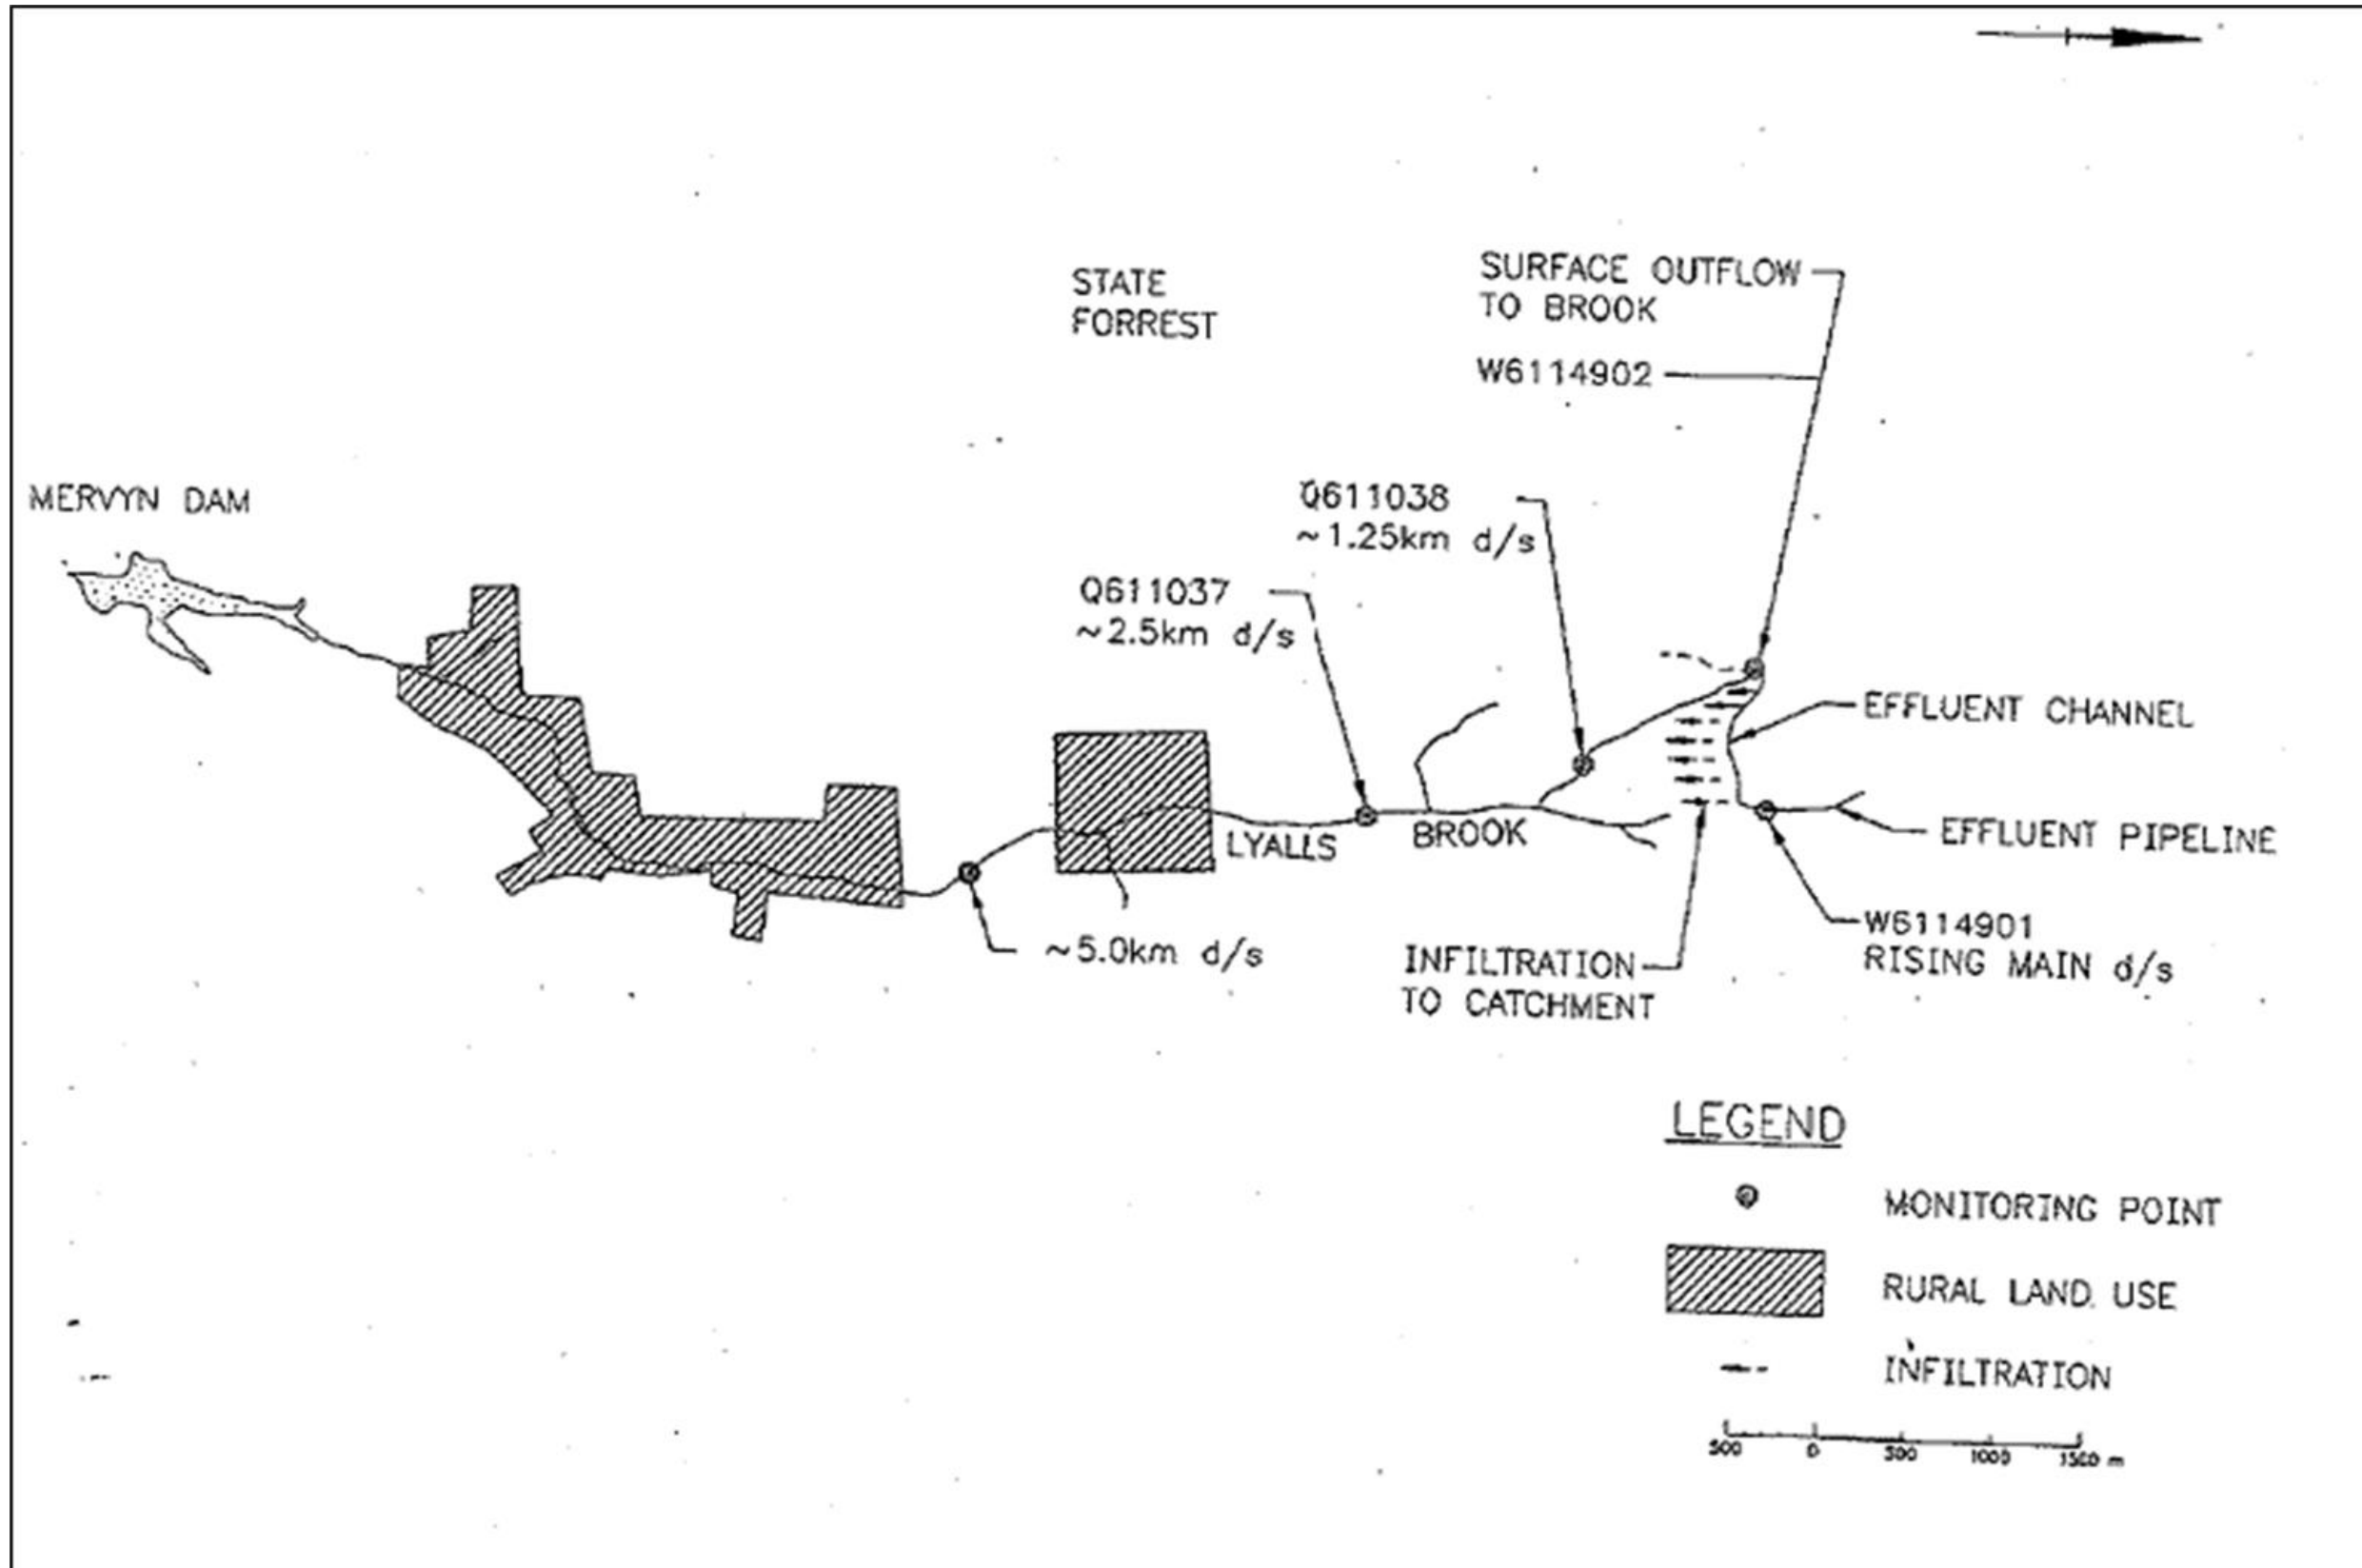 STATE
FORREST
SURFACE OUTFLOW
TO BROOK
W6114902
MERVYN DAM
Q611038
~1.25km d/s
Q611037
~2.5km d/s
EFFLUENT CHANNEL
LYALLS BROOK
EFFLUENT PIPELINE
~5.0km d/s
W6114901
RISING MAIN d/s
INFILTRATION
TO CATCHMENT
LEGEND
MONITORING POINT
RURAL LAND USE
INFILTRATION
500 0 500 1000 1500 m